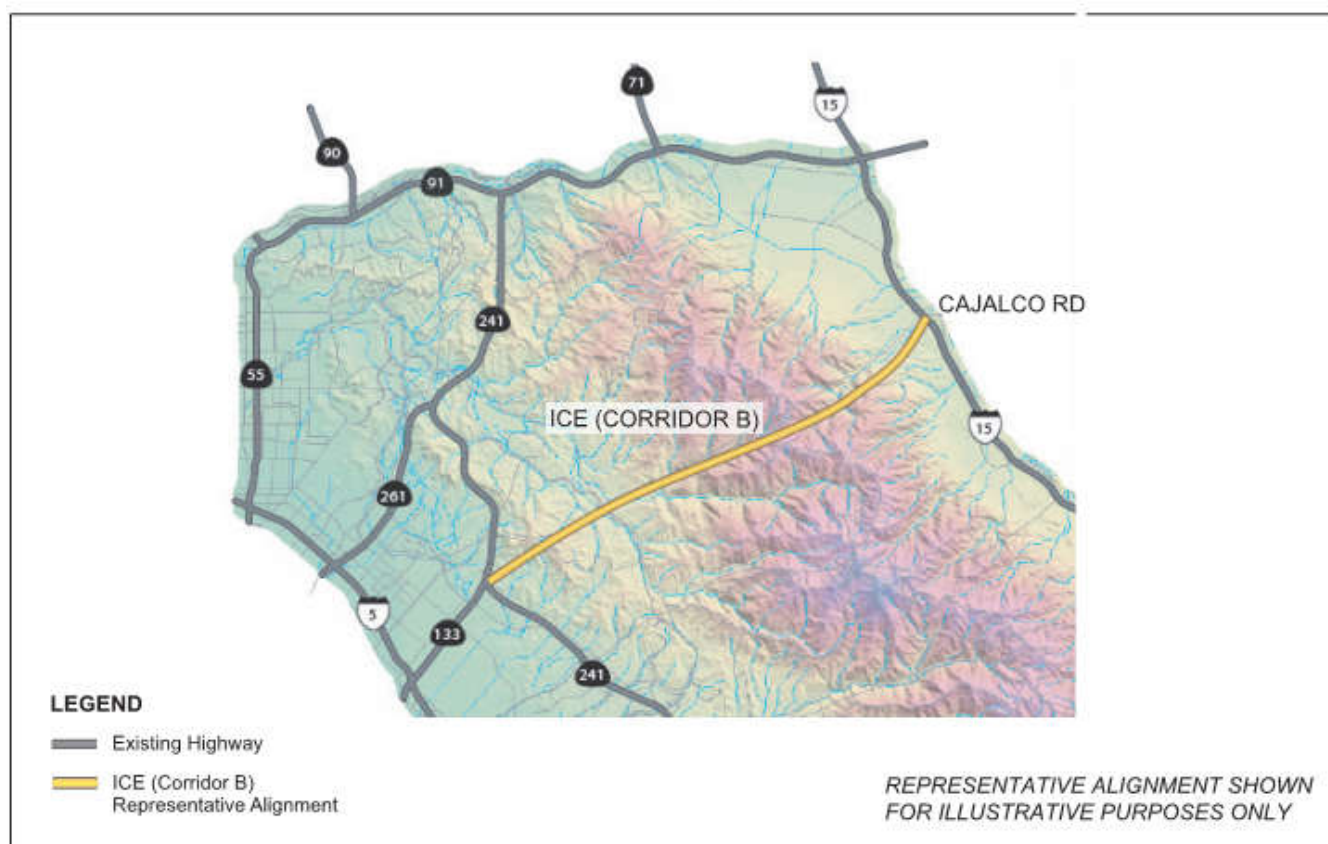 71
15
90
91
241
CAJALCO RD
55
ICE (CORRIDOR B)
15
261
5
133
241
LEGEND
Existing Highway
ICE (Corridor B)
Representative Alignment
REPRESENTATIVE ALIGNMENT SHOWN
FOR ILLUSTRATIVE PURPOSES ONLY